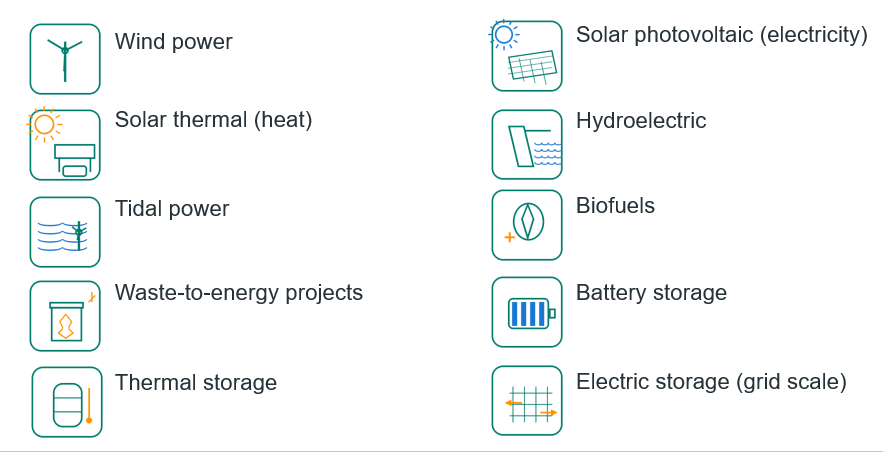 Wind power
Solar photovoltaic (electricity)
Solar thermal (heat)
Hydroelectric
Tidal power
Biofuels
Waste-to-energy projects
Battery storage
Thermal storage
Electric storage (grid scale)